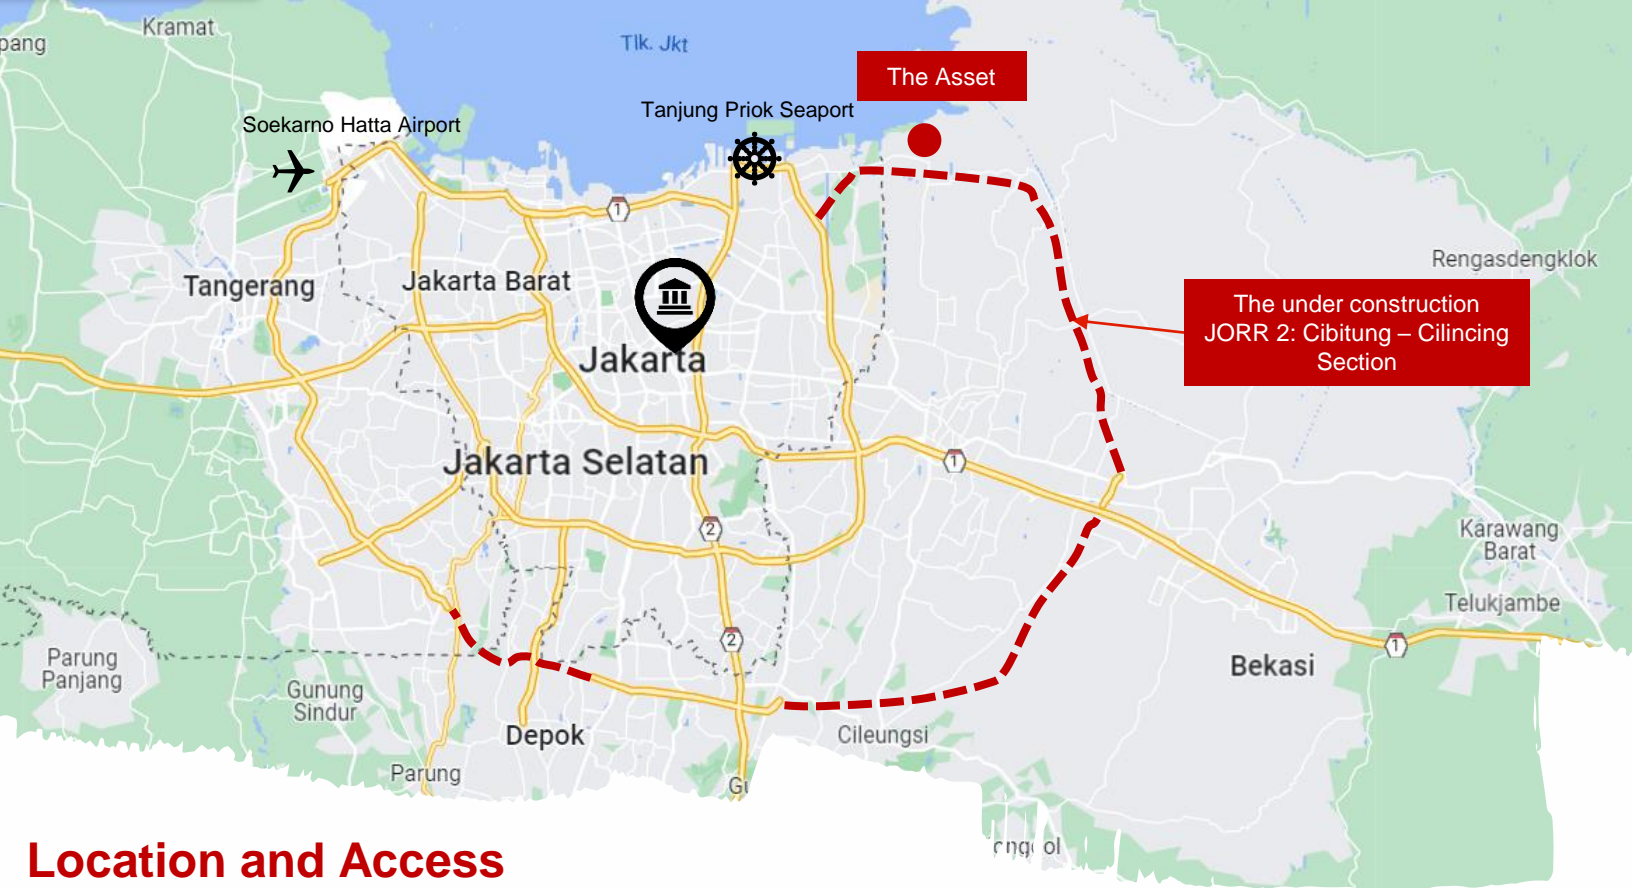 Kramat
pang
Tlk. Jkt
The Asset
Tanjung Priok Seaport
Soekarno Hatta Airport
1
Rengasdengklok
Tangerang
Jakarta Barat
The under construction
JORR 2: Cibitung – Cilincing
Section
Jakarta
Jakarta Selatan
1
2
Karawang
Barat
Telukjambe
2
1
Parung
Panjang
Bekasi
Gunung
Sindur
Depok
Cileungsi
Parung
Location and Access